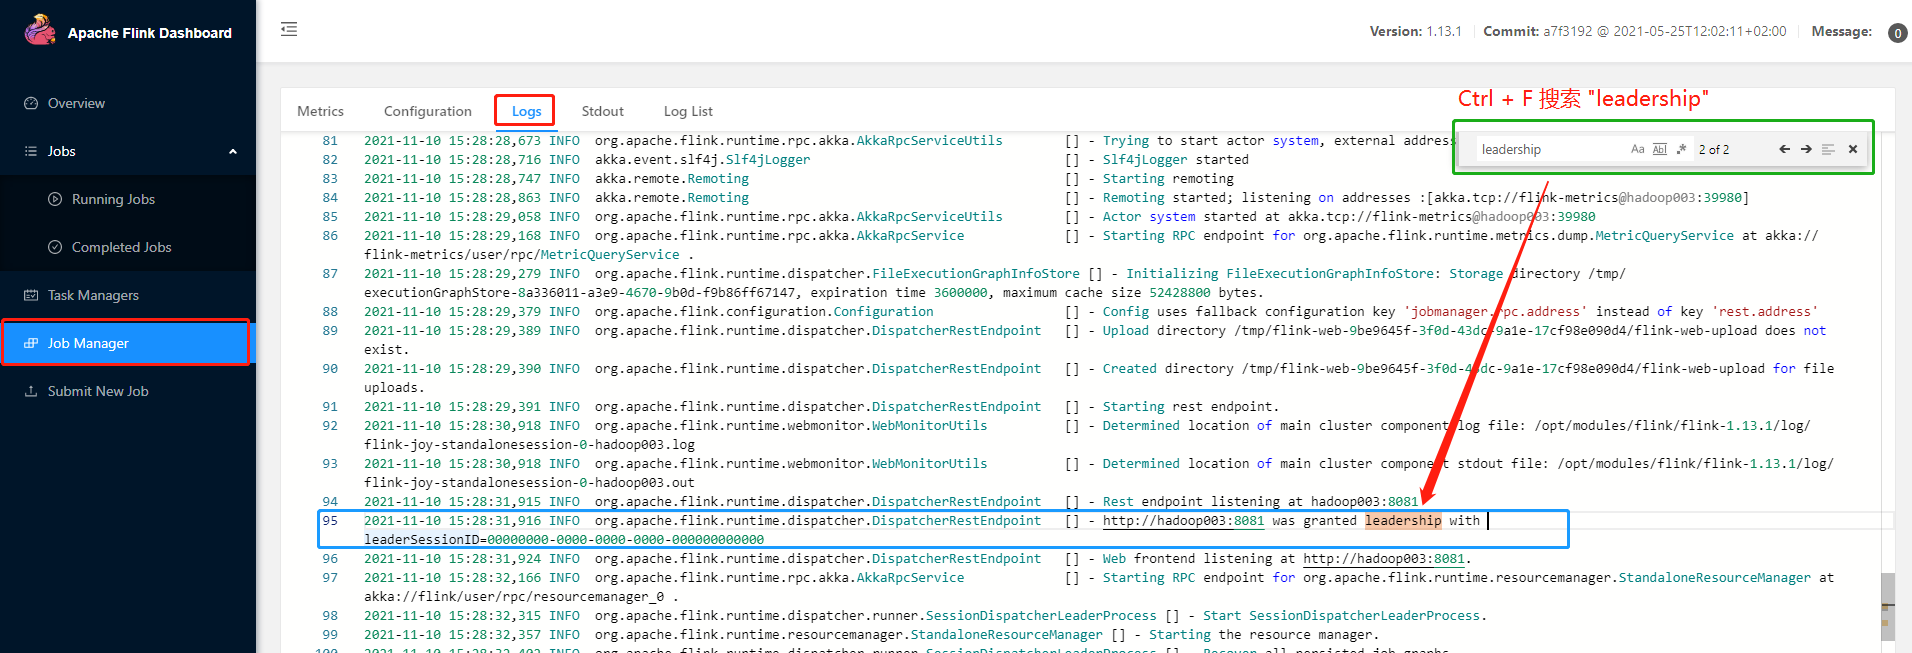 Apache Flink Dashboard
Version: 1.13.1 Commit: a7f3192 @ 2021-05-25T12:02:11+02:00 Message: 0
Overview
Jobs
Running Jobs
Completed Jobs
Task Managers
Job Manager
Submit New Job
Metrics Configuration Logs Stdout Log List
Ctrl + F 搜索 "leadership"
leadership Aa Abl .* 2 of 2
81 2021-11-10 15:28:28,673 INFO org.apache.flink.runtime.rpc.akka.AkkaRpcServiceUtils [] - Trying to start actor system, external address
82 2021-11-10 15:28:28,716 INFO akka.event.slf4j.Slf4jLogger [] - Slf4jLogger started
83 2021-11-10 15:28:28,747 INFO akka.remote.Remoting [] - Starting remoting
84 2021-11-10 15:28:28,863 INFO akka.remote.Remoting [] - Remoting started; listening on addresses :[akka.tcp://flink-metrics@hadoop003:39980]
85 2021-11-10 15:28:29,058 INFO org.apache.flink.runtime.rpc.akka.AkkaRpcServiceUtils [] - Actor system started at akka.tcp://flink-metrics@hadoop003:39980
86 2021-11-10 15:28:29,168 INFO org.apache.flink.runtime.rpc.akka.AkkaRpcService [] - Starting RPC endpoint for org.apache.flink.runtime.metrics.dump.MetricQueryService at akka://
flink-metrics/user/rpc/MetricQueryService .
87 2021-11-10 15:28:29,279 INFO org.apache.flink.runtime.dispatcher.FileExecutionGraphInfoStore [] - Initializing FileExecutionGraphInfoStore: Storage directory /tmp/
executionGraphStore-8a336011-a3e9-4670-9b0d-f9b86ff67147, expiration time 3600000, maximum cache size 52428800 bytes.
88 2021-11-10 15:28:29,379 INFO org.apache.flink.configuration.Configuration [] - Config uses fallback configuration key 'jobmanager.rpc.address' instead of key 'rest.address'
89 2021-11-10 15:28:29,389 INFO org.apache.flink.runtime.dispatcher.DispatcherRestEndpoint [] - Upload directory /tmp/flink-web-9be9645f-3f0d-43dc-9a1e-17cf98e090d4/flink-web-upload does not
exist.
90 2021-11-10 15:28:29,390 INFO org.apache.flink.runtime.dispatcher.DispatcherRestEndpoint [] - Created directory /tmp/flink-web-9be9645f-3f0d-43dc-9a1e-17cf98e090d4/flink-web-upload for file
uploads.
91 2021-11-10 15:28:29,391 INFO org.apache.flink.runtime.dispatcher.DispatcherRestEndpoint [] - Starting rest endpoint.
92 2021-11-10 15:28:30,918 INFO org.apache.flink.runtime.webmonitor.WebMonitorUtils [] - Determined location of main cluster component log file: /opt/modules/flink/flink-1.13.1/log/
flink-joy-standalonesession-0-hadoop003.log
93 2021-11-10 15:28:30,918 INFO org.apache.flink.runtime.webmonitor.WebMonitorUtils [] - Determined location of main cluster component stdout file: /opt/modules/flink/flink-1.13.1/log/
flink-joy-standalonesession-0-hadoop003.out
94 2021-11-10 15:28:31,915 INFO org.apache.flink.runtime.dispatcher.DispatcherRestEndpoint [] - Rest endpoint listening at hadoop003:8081
95 2021-11-10 15:28:31,916 INFO org.apache.flink.runtime.dispatcher.DispatcherRestEndpoint [] - http://hadoop003:8081 was granted leadership with
leaderSessionID=00000000-0000-0000-0000-000000000000
96 2021-11-10 15:28:31,924 INFO org.apache.flink.runtime.dispatcher.DispatcherRestEndpoint [] - Web frontend listening at http://hadoop003:8081.
97 2021-11-10 15:28:32,166 INFO org.apache.flink.runtime.rpc.akka.AkkaRpcService [] - Starting RPC endpoint for org.apache.flink.runtime.resourcemanager.StandaloneResourceManager at
akka://flink/user/rpc/resourcemanager_0 .
98 2021-11-10 15:28:32,315 INFO org.apache.flink.runtime.dispatcher.runner.SessionDispatcherLeaderProcess [] - Start SessionDispatcherLeaderProcess.
99 2021-11-10 15:28:32,357 INFO org.apache.flink.runtime.resourcemanager.StandaloneResourceManager [] - Starting the resource manager.
100 2021-11-10 15:28:32,402 INFO org.apache.flink.runtime.dispatcher.runner.SessionDispatcherLeaderProcess [] - Recover all persisted job graphs.